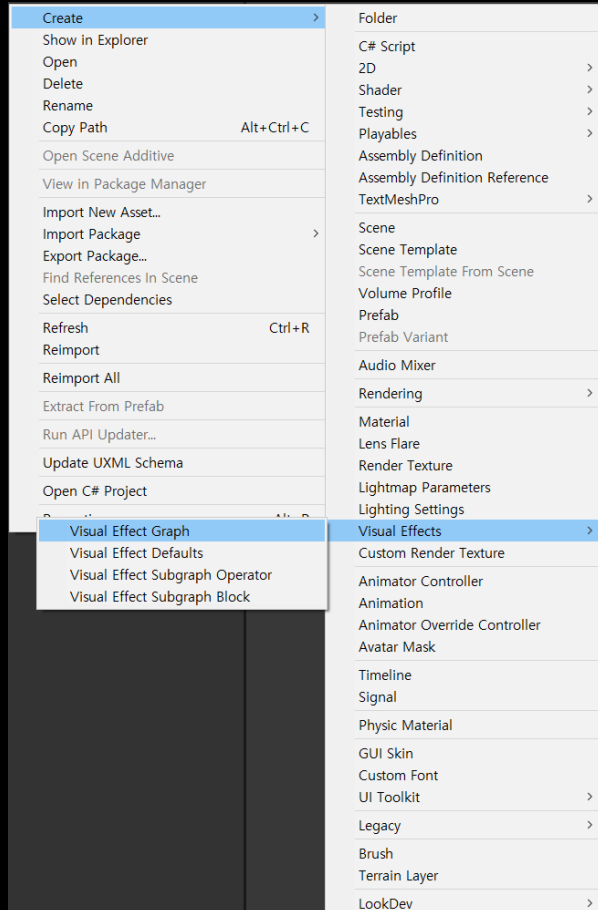 Create
Show in Explorer
Open
Delete
Rename
Copy Path Alt+Ctrl+C
Open Scene Additive
View in Package Manager
Import New Asset...
Import Package
Export Package...
Find References In Scene
Select Dependencies
Refresh Ctrl+R
Reimport
Reimport All
Extract From Prefab
Run API Updater...
Update UXML Schema
Open C# Project
Visual Effect Graph
Visual Effect Defaults
Visual Effect Subgraph Operator
Visual Effect Subgraph Block
Folder
C# Script
2D
Shader
Testing
Playables
Assembly Definition
Assembly Definition Reference
TextMeshPro
Scene
Scene Template
Scene Template From Scene
Volume Profile
Prefab
Prefab Variant
Audio Mixer
Rendering
Material
Lens Flare
Render Texture
Lightmap Parameters
Lighting Settings
Visual Effects
Custom Render Texture
Animator Controller
Animation
Animator Override Controller
Avatar Mask
Timeline
Signal
Physic Material
GUI Skin
Custom Font
UI Toolkit
Legacy
Brush
Terrain Layer
LookDev